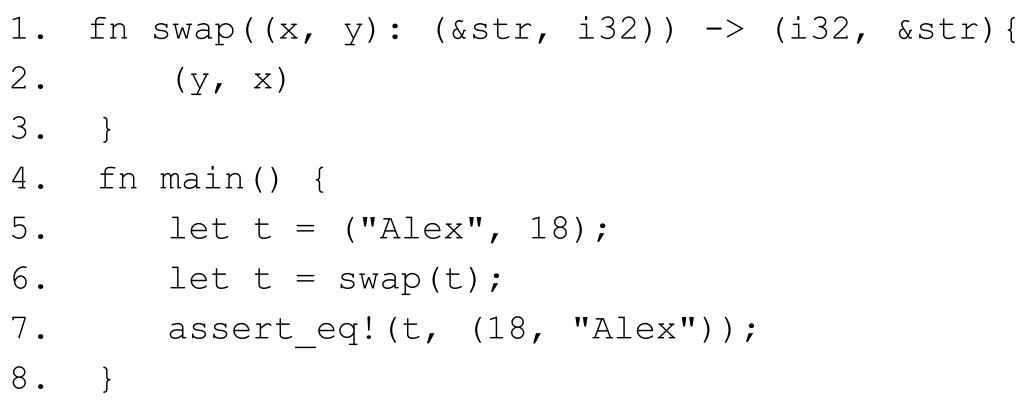 1. fn swap((x, y): (&str, i32)) -> (i32, &str){
2.     (y, x)
3. }
4. fn main() {
5.     let t = ("Alex", 18);
6.     let t = swap(t);
7.     assert_eq!(t, (18, "Alex"));
8. }